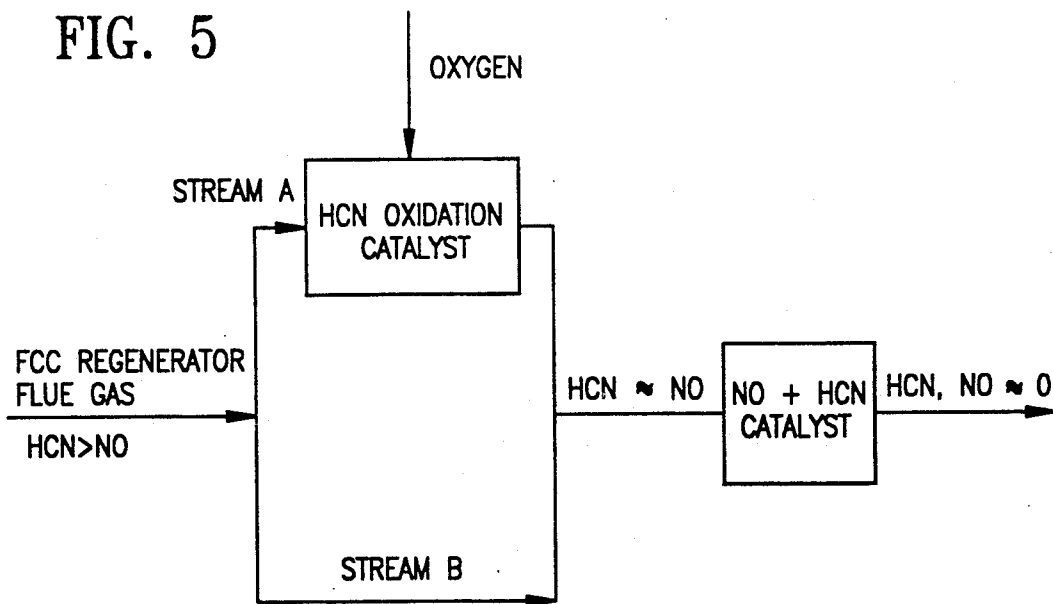 FIG. 5
OXYGEN
STREAM A
HCN OXIDATION
CATALYST
FCC REGENERATOR
FLUE GAS
HCN>NO
HCN ≈ NO
NO + HCN
CATALYST
HCN, NO ≈ 0
STREAM B